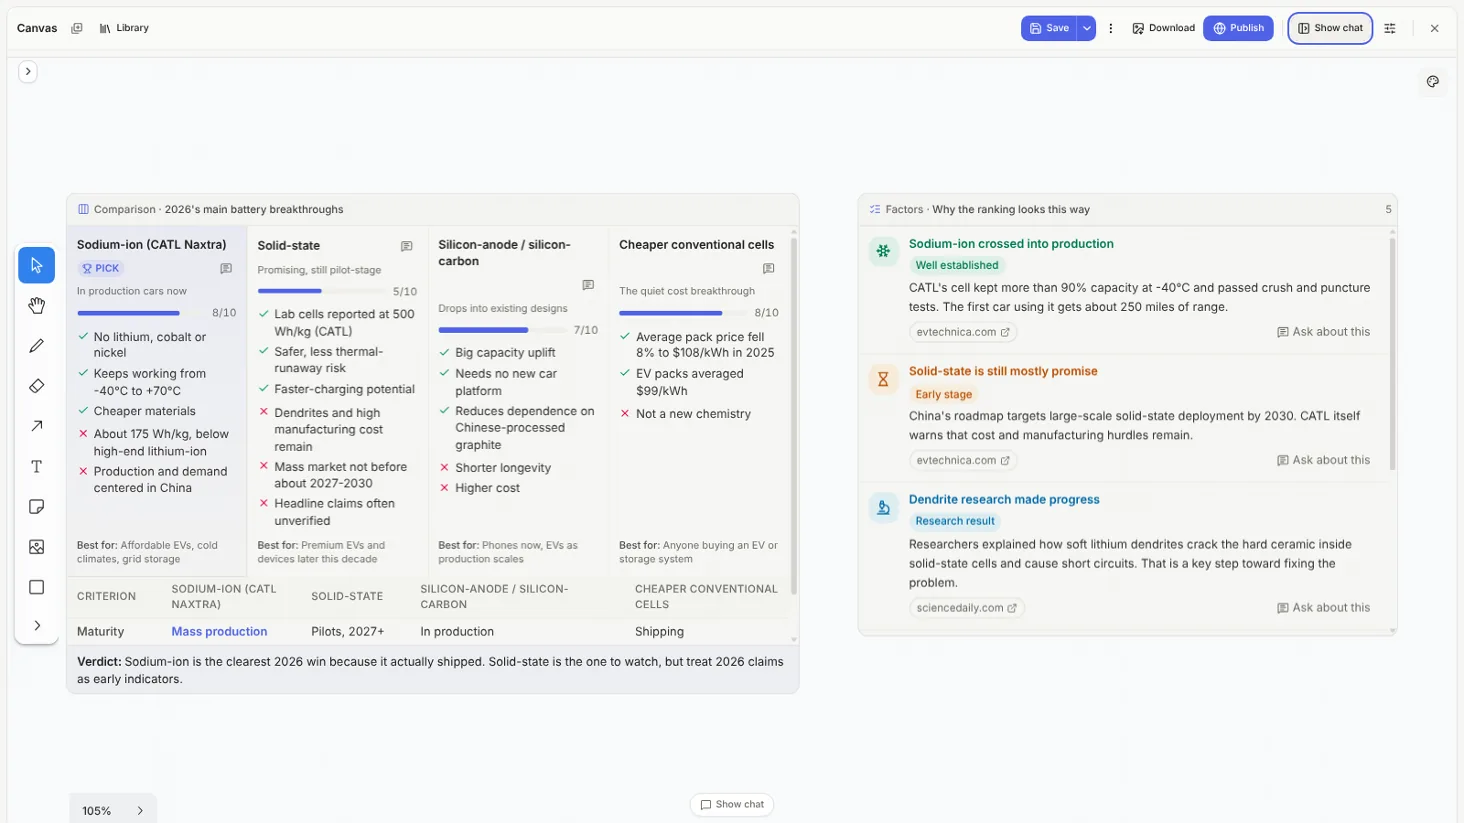 Canvas
Library
Save
Download
Publish
Show chat
Comparison · 2026's main battery breakthroughs
Sodium-ion (CATL Naxtra)
PICK
In production cars now
8/10
No lithium, cobalt or
nickel
Keeps working from
-40°C to +70°C
Cheaper materials
About 175 Wh/kg, below
high-end lithium-ion
Production and demand
centered in China
Best for: Affordable EVs, cold
climates, grid storage
Solid-state
Promising, still pilot-stage
5/10
Lab cells reported at 500
Wh/kg (CATL)
Safer, less thermal-
runaway risk
Faster-charging potential
Dendrites and high
manufacturing cost
remain
Mass market not before
about 2027-2030
Headline claims often
unverified
Best for: Premium EVs and
devices later this decade
Silicon-anode / silicon-
carbon
Drops into existing designs
7/10
Big capacity uplift
Needs no new car
platform
Reduces dependence on
Chinese-processed
graphite
Shorter longevity
Higher cost
Best for: Phones now, EVs as
production scales
Cheaper conventional cells
The quiet cost breakthrough
8/10
Average pack price fell
8% to $108/kWh in 2025
EV packs averaged
$99/kWh
Not a new chemistry
Best for: Anyone buying an EV or
storage system
CRITERION
SODIUM-ION (CATL
NAXTRA)
SOLID-STATE
SILICON-ANODE / SILICON-
CARBON
CHEAPER CONVENTIONAL
CELLS
Maturity
Mass production
Pilots, 2027+
In production
Shipping
Verdict: Sodium-ion is the clearest 2026 win because it actually shipped. Solid-state is the one to watch, but treat 2026 claims
as early indicators.
Factors · Why the ranking looks this way
5
Sodium-ion crossed into production
Well established
CATL's cell kept more than 90% capacity at -40°C and passed crush and puncture
tests. The first car using it gets about 250 miles of range.
evtechnica.com
Ask about this
Solid-state is still mostly promise
Early stage
China's roadmap targets large-scale solid-state deployment by 2030. CATL itself
warns that cost and manufacturing hurdles remain.
evtechnica.com
Ask about this
Dendrite research made progress
Research result
Researchers explained how soft lithium dendrites crack the hard ceramic inside
solid-state cells and cause short circuits. That is a key step toward fixing the
problem.
sciencedaily.com
Ask about this
105%
Show chat